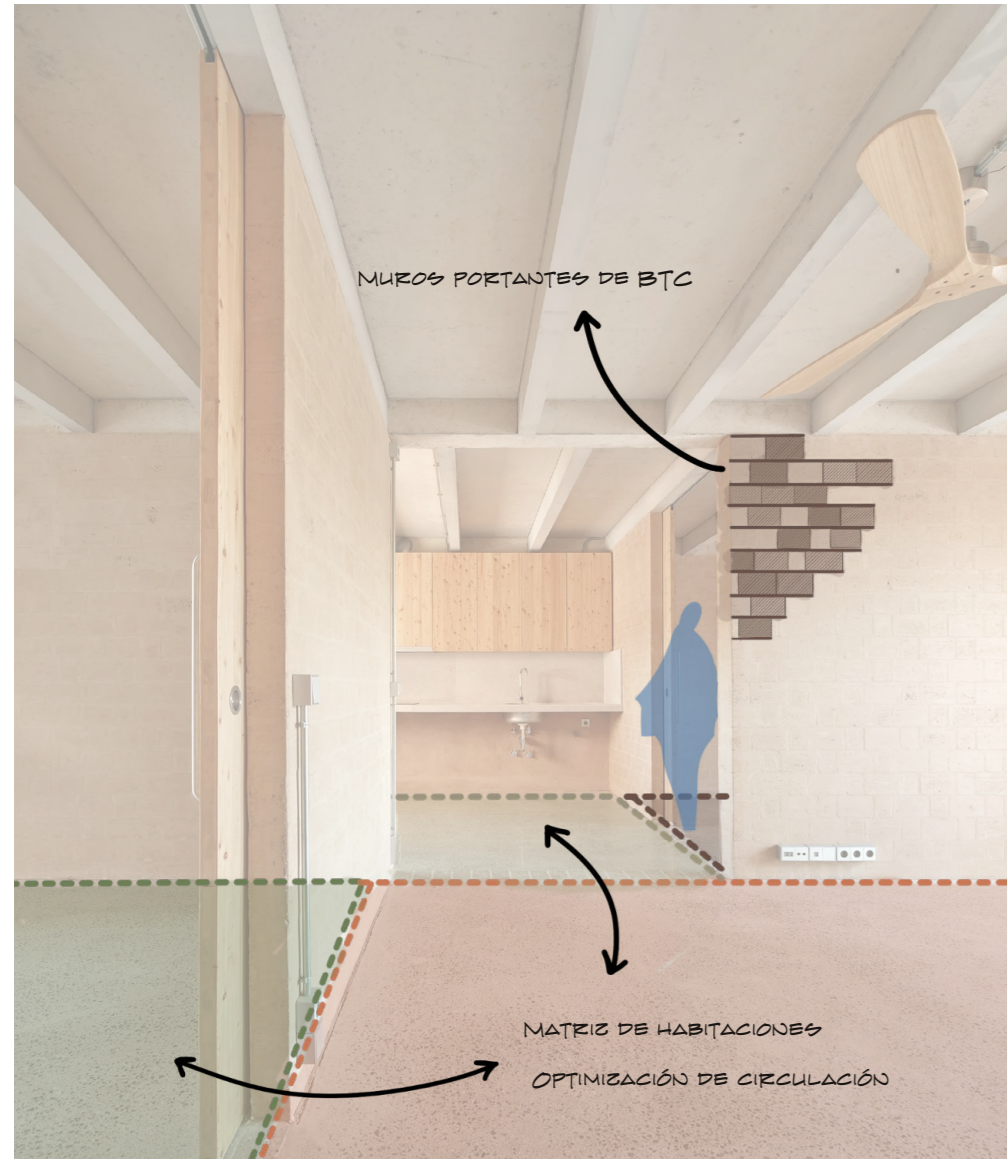 MUROS PORTANTES DE BTC
MATRIZ DE HABITACIONES
OPTIMIZACIÓN DE CIRCULACIÓN